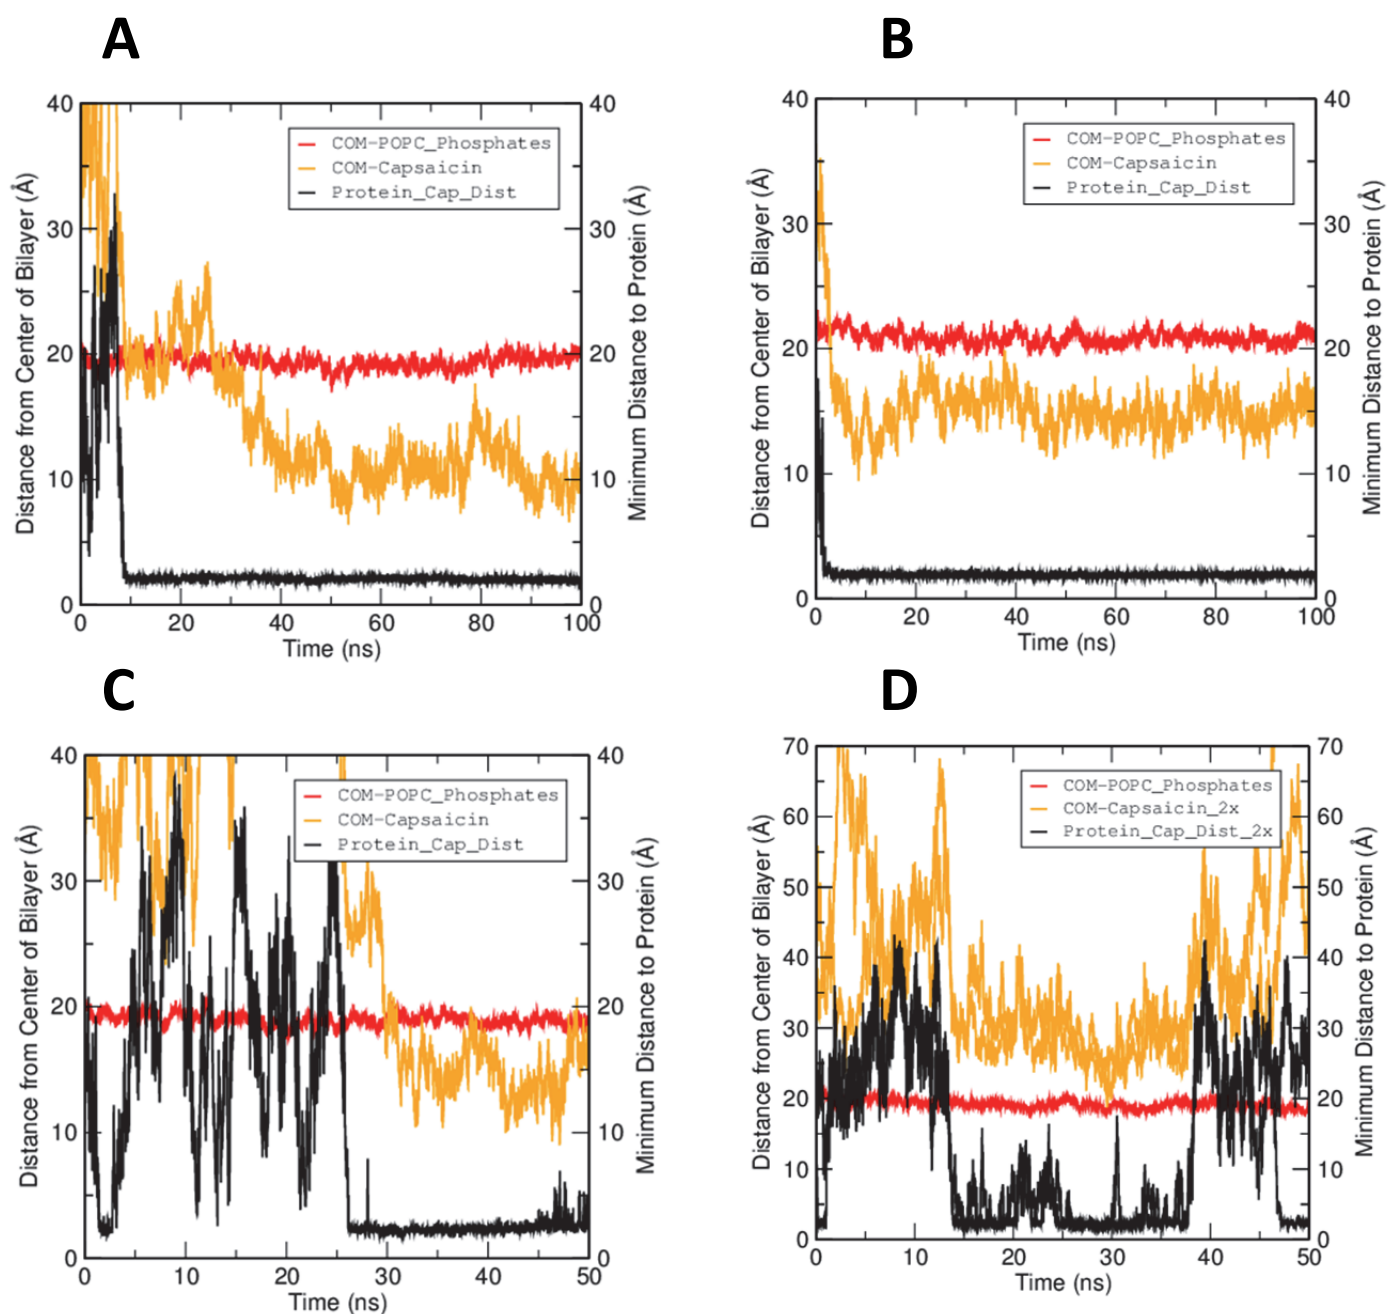 A
40
30
20
10
0
40
30
20
10
0
0 20 40 60 80 100
Distance from Center of Bilayer (Å)
Minimum Distance to Protein (Å)
Time (ns)
COM-POPC_Phosphates
COM-Capsaicin
Protein_Cap_Dist
B
40
30
20
10
0
40
30
20
10
0
0 20 40 60 80 100
Distance from Center of Bilayer (Å)
Minimum Distance to Protein (Å)
Time (ns)
COM-POPC_Phosphates
COM-Capsaicin
Protein_Cap_Dist
C
40
30
20
10
0
40
30
20
10
0
0 10 20 30 40 50
Distance from Center of Bilayer (Å)
Minimum Distance to Protein (Å)
Time (ns)
COM-POPC_Phosphates
COM-Capsaicin
Protein_Cap_Dist
D
70
60
50
40
30
20
10
0
70
60
50
40
30
20
10
0
0 10 20 30 40 50
Distance from Center of Bilayer (Å)
Minimum Distance to Protein (Å)
Time (ns)
COM-POPC_Phosphates
COM-Capsaicin_2x
Protein_Cap_Dist_2x